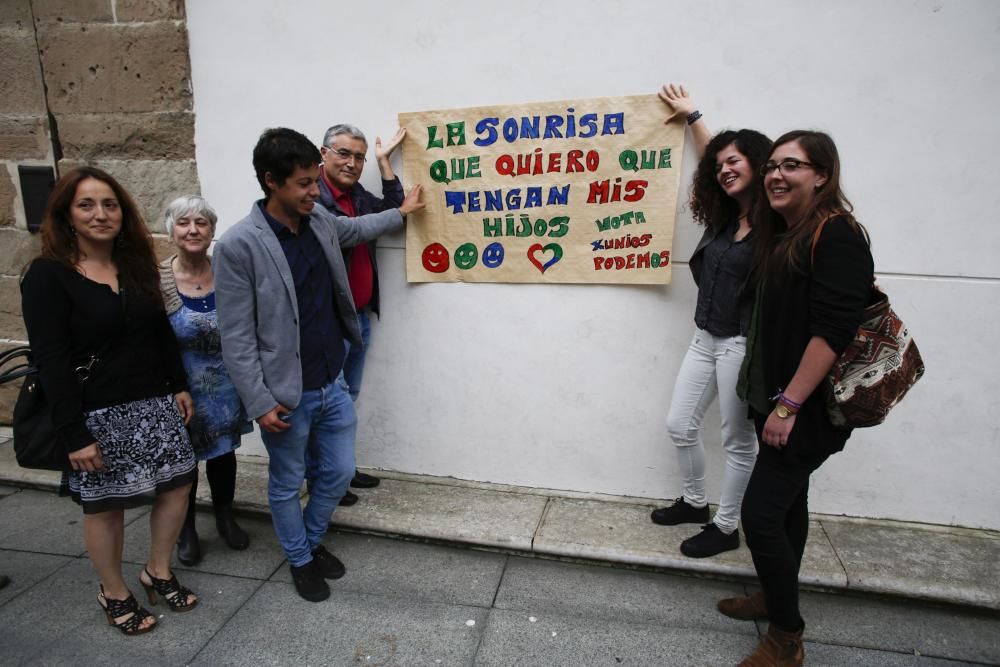 LA SONRISA
QUE QUIERO QUE
TENGAN MIS
HIJOS VOTA
XUNIOS
PODEMOS.